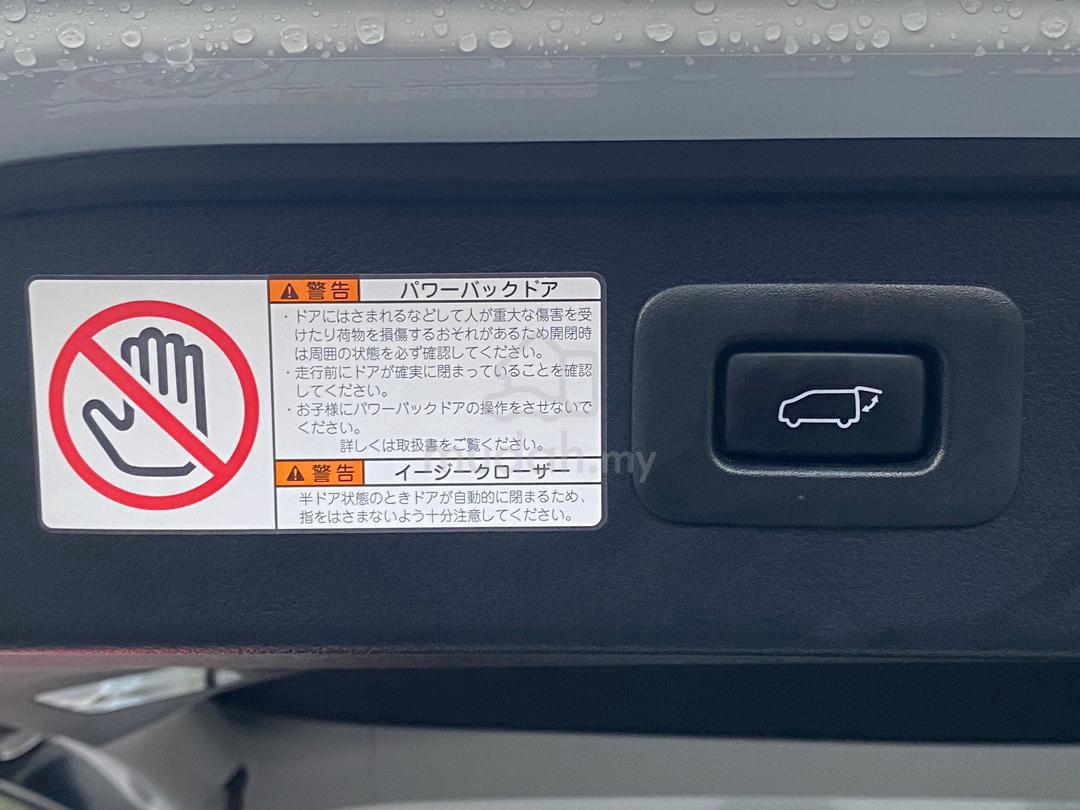 警告 パワーバックドア
・ドアにはさまれるなどして人が重大な傷害を受
けたり荷物を損傷するおそれがあるため開閉時
は周囲の状態を必ず確認してください。
・走行前にドアが確実に閉まっていることを確認
してください。
・お子様にパワーバックドアの操作をさせないで
ください。
詳しくは取扱書をご覧ください。
mudah.my
警告 イージークローザー
半ドア状態のときドアが自動的に閉まるため、
指をはさまないよう十分注意してください。